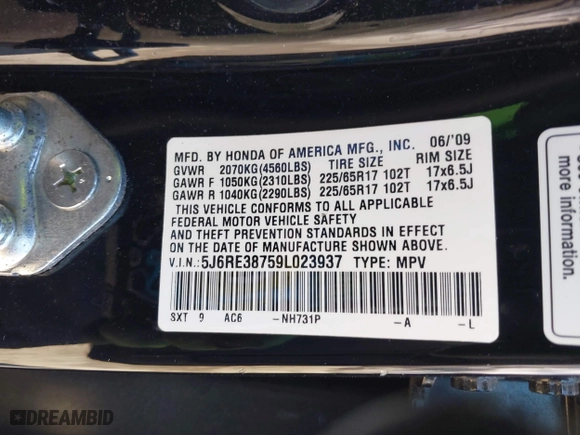 MFD. BY HONDA OF AMERICA MFG., INC. 06/'09
GVWR 2070KG(4560LBS) TIRE SIZE RIM SIZE
GAWR F 1050KG(2310LBS) 225/65R17 102T 17x6.5J
GAWR R 1040KG(2290LBS) 225/65R17 102T 17x6.5J
THIS VEHICLE CONFORMS TO ALL APPLICABLE
FEDERAL MOTOR VEHICLE SAFETY
AND THEFT PREVENTION STANDARDS IN EFFECT
ON THE DATE OF MANUFACTURE SHOWN ABOVE.
V.I.N.:5J6RE38759L023937 TYPE: MPV
SXT 9 AC6 -NH731P -A -L
more information.
DREAMBID